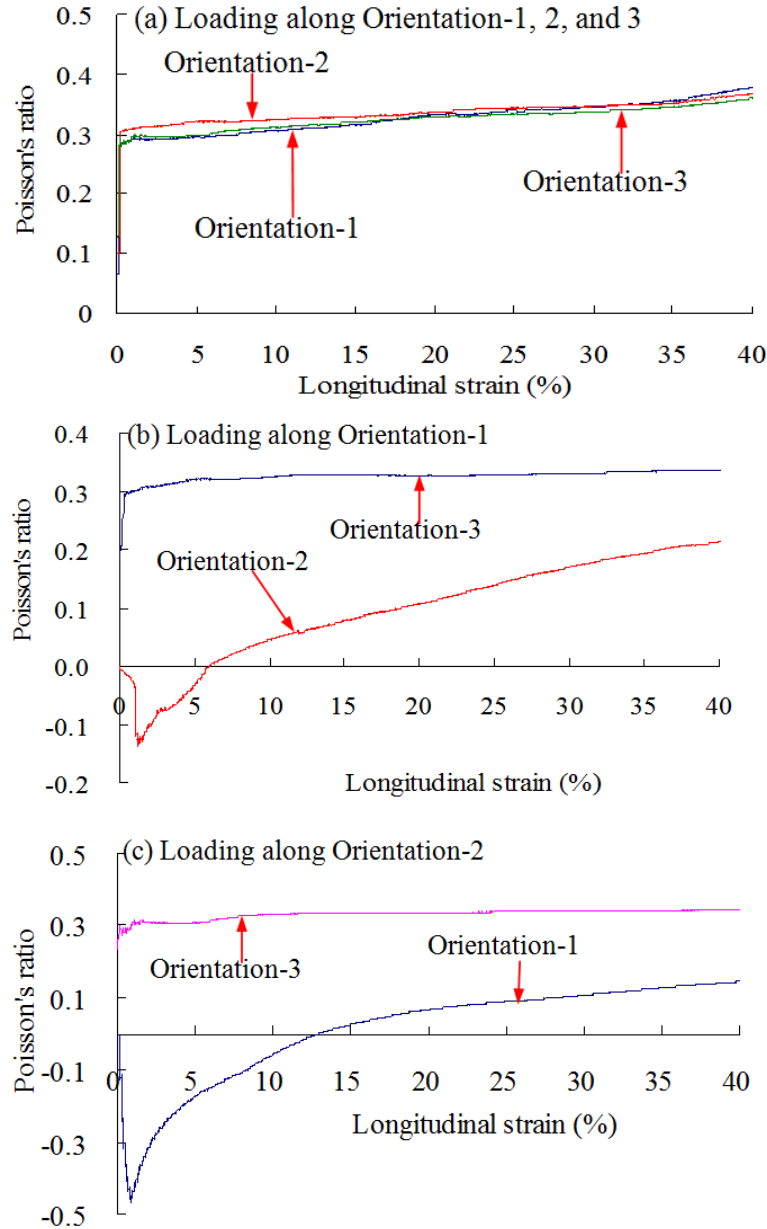 (a) Loading along Orientation-1, 2, and 3
0.5
0.4
0.3
0.2
0.1
0
Poisson's ratio
Orientation-2
Orientation-1
Orientation-3
0 5 10 15 20 25 30 35 40
Longitudinal strain (%)
(b) Loading along Orientation-1
0.4
0.3
0.2
0.1
0.0
-0.1
-0.2
Poisson's ratio
Orientation-3
Orientation-2
0 5 10 15 20 25 30 35 40
Longitudinal strain (%)
(c) Loading along Orientation-2
0.5
0.3
0.1
-0.1
-0.3
-0.5
Poisson's ratio
Orientation-1
Orientation-3
0 5 10 15 20 25 30 35 40
Longitudinal strain (%)